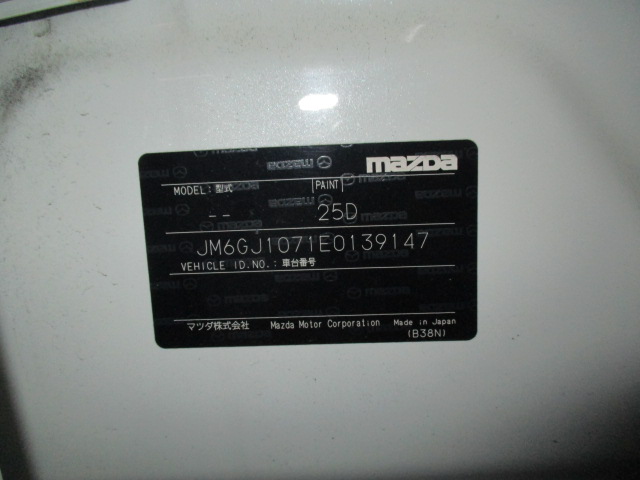 mazda
MODEL:型式 [PAINT]
-- 25D
JM6GJ1071E0139147
VEHICLE ID.NO.:車台番号
マツダ株式会社 Mazda Motor Corporation Made in Japan
(B38N)